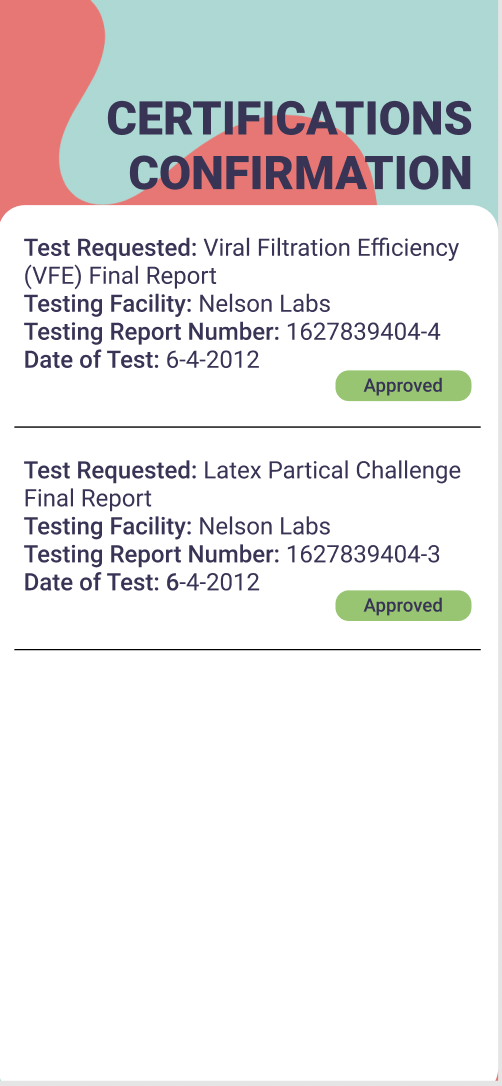 CERTIFICATIONS
CONFIRMATION
Test Requested: Viral Filtration Efficiency
(VFE) Final Report
Testing Facility: Nelson Labs
Testing Report Number: 1627839404-4
Date of Test: 6-4-2012
Approved
Test Requested: Latex Partical Challenge
Final Report
Testing Facility: Nelson Labs
Testing Report Number: 1627839404-3
Date of Test: 6-4-2012
Approved